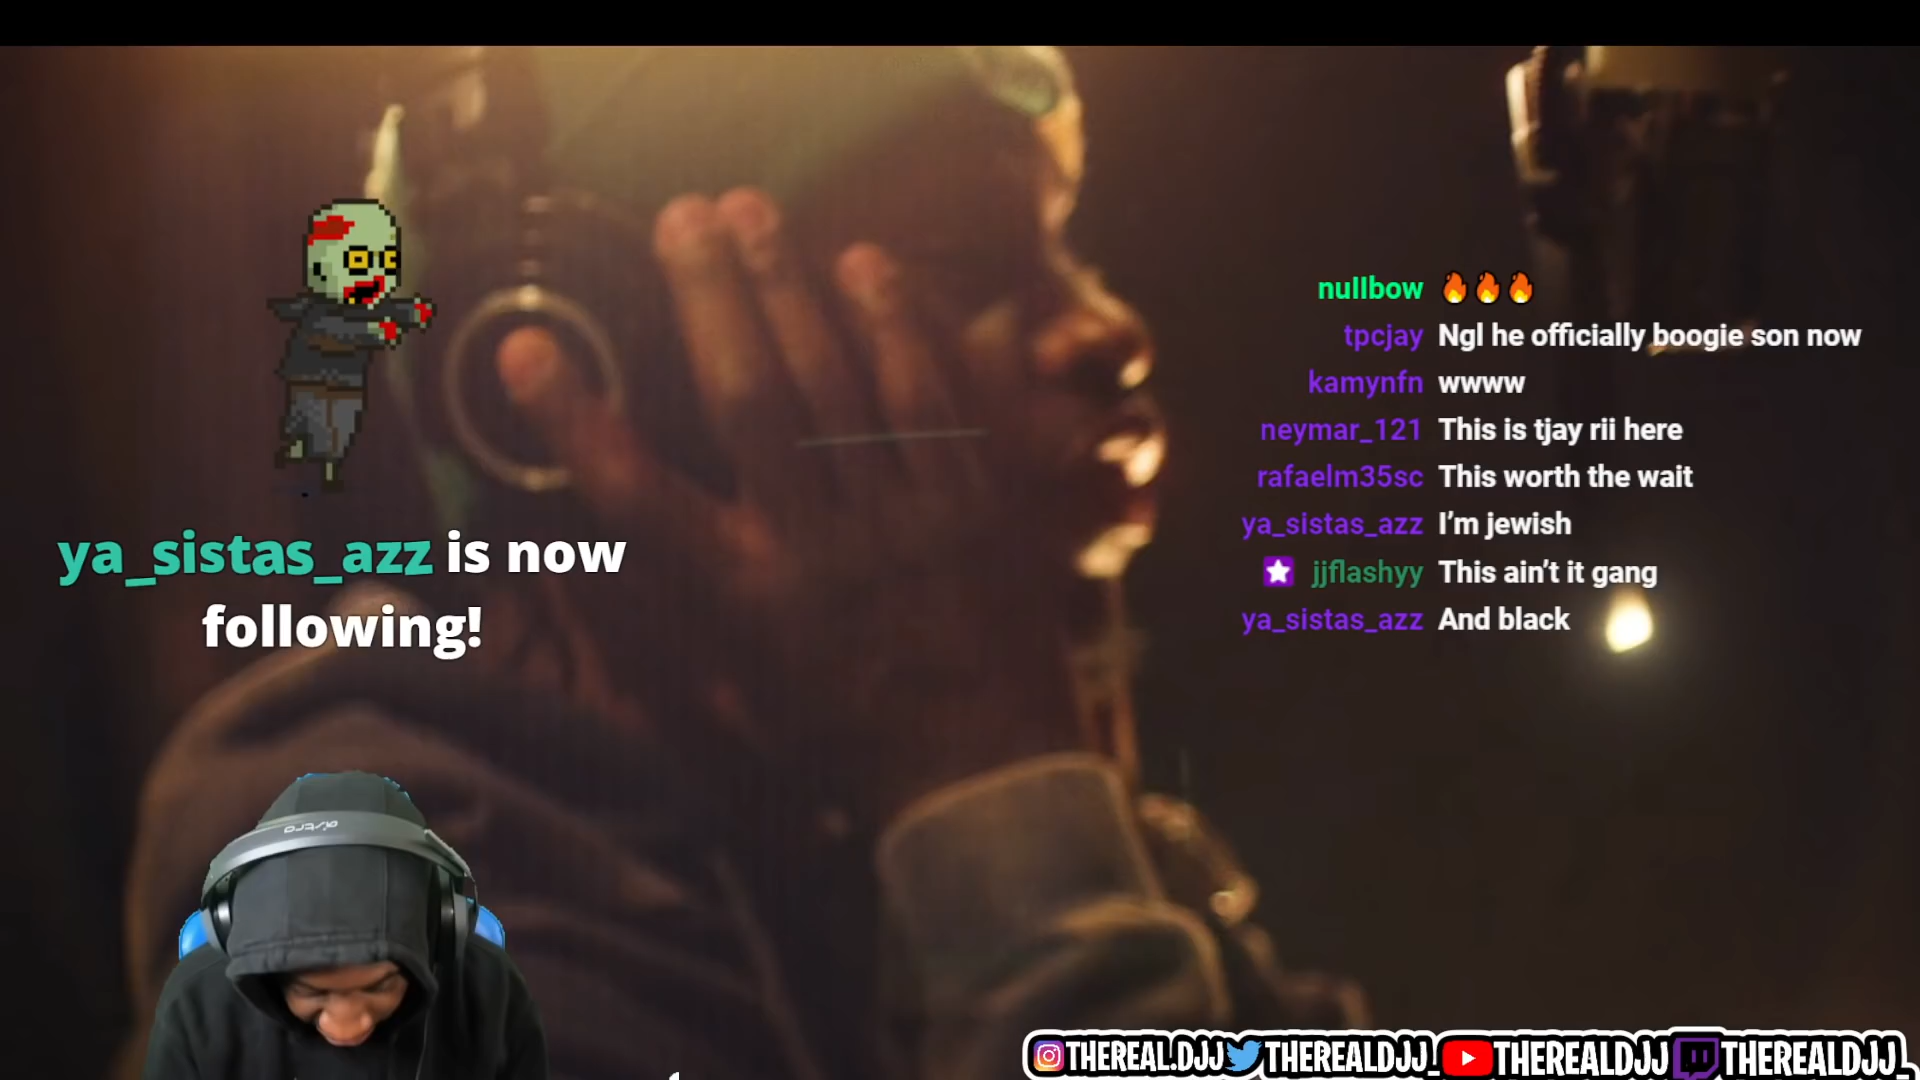 nullbow 🔥🔥🔥
tpcjay Ngl he officially boogie son now
kamynfn wwww
neymar_121 This is tjay rii here
rafaelm35sc This worth the wait
ya_sistas_azz I’m jewish
jjflashyy This ain’t it gang
ya_sistas_azz And black
ya_sistas_azz is now
following!
astro
THEREAL.DJJ THEREALDJJ_ THEREALDJJ THEREALDJJ_